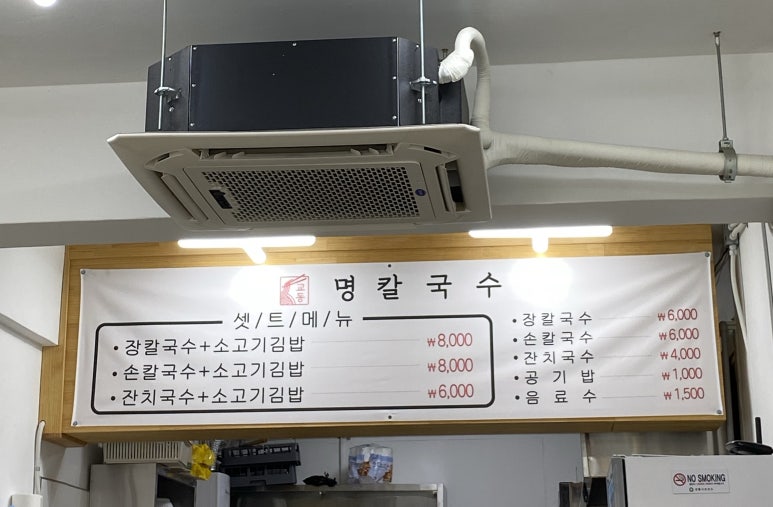 교동 명칼국수
셋/트/메/뉴
• 장칼국수+소고기김밥 ₩8,000
• 손칼국수+소고기김밥 ₩8,000
• 잔치국수+소고기김밥 ₩6,000
• 장칼국수 ₩6,000
• 손칼국수 ₩6,000
• 잔치국수 ₩4,000
• 공기밥 ₩1,000
• 음료수 ₩1,500
NO SMOKING